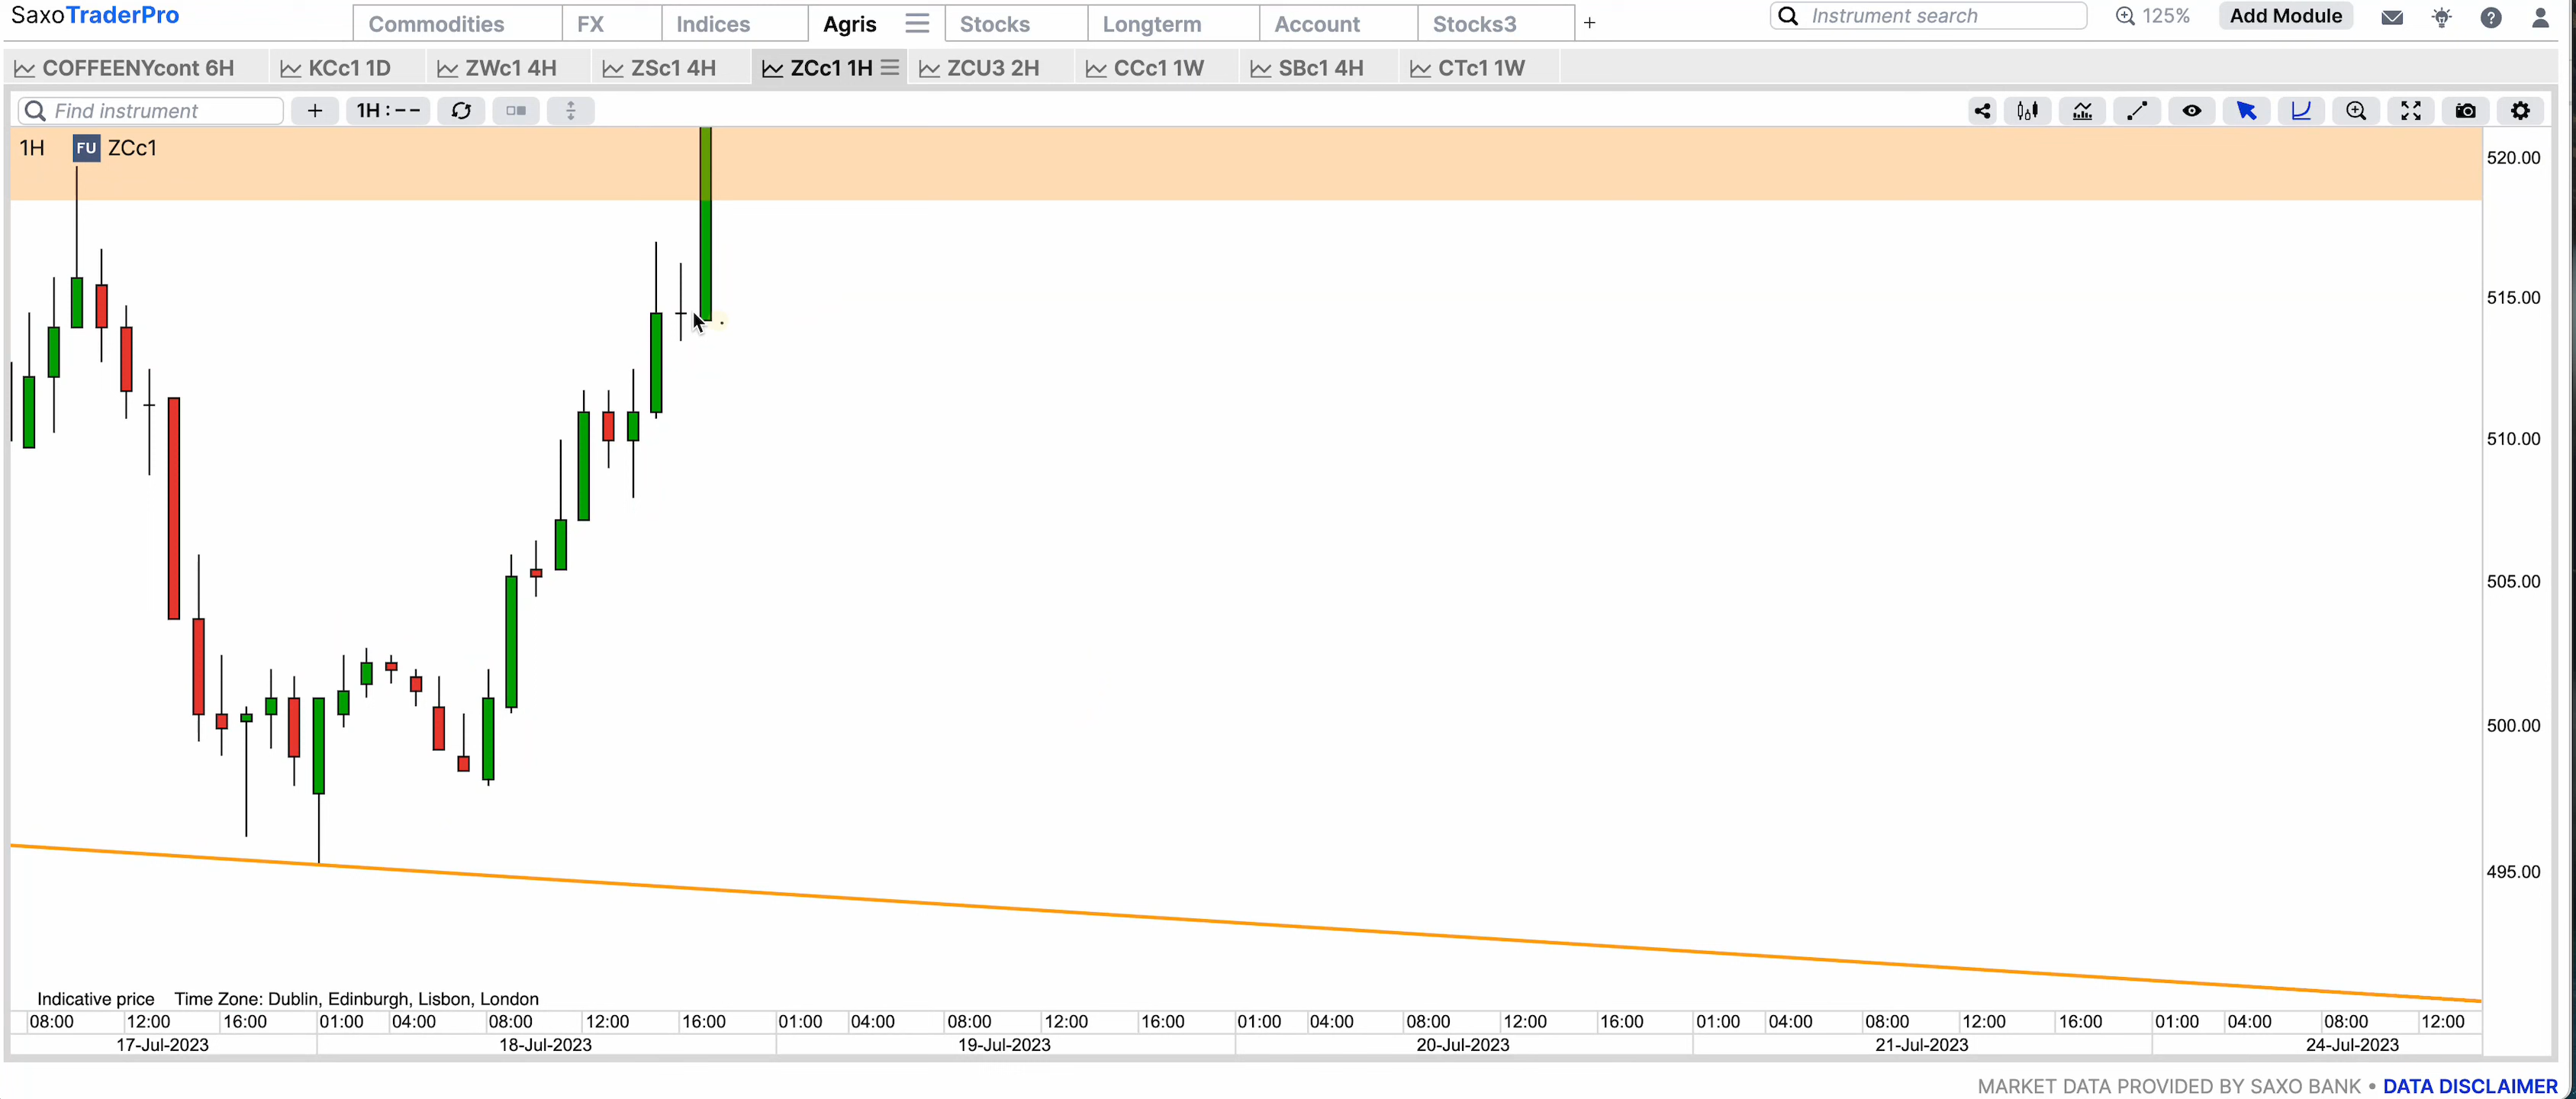 SaxoTraderPro
Commodities FX Indices Agris Stocks Longterm Account Stocks3 +
Instrument search 125% Add Module
COFFEENYcont 6H KCc1 1D ZWc1 4H ZSc1 4H ZCc1 1H ZCU3 2H CCc1 1W SBc1 4H CTc1 1W
Find instrument + 1H : --
1H FU ZCc1
520.00
515.00
510.00
505.00
500.00
495.00
Indicative price Time Zone: Dublin, Edinburgh, Lisbon, London
08:00 12:00 16:00 01:00 04:00 08:00 12:00 16:00 01:00 04:00 08:00 12:00 16:00 01:00 04:00 08:00 12:00 16:00 01:00 04:00 08:00 12:00 16:00 01:00 04:00 08:00 12:00
17-Jul-2023 18-Jul-2023 19-Jul-2023 20-Jul-2023 21-Jul-2023 24-Jul-2023
MARKET DATA PROVIDED BY SAXO BANK • DATA DISCLAIMER